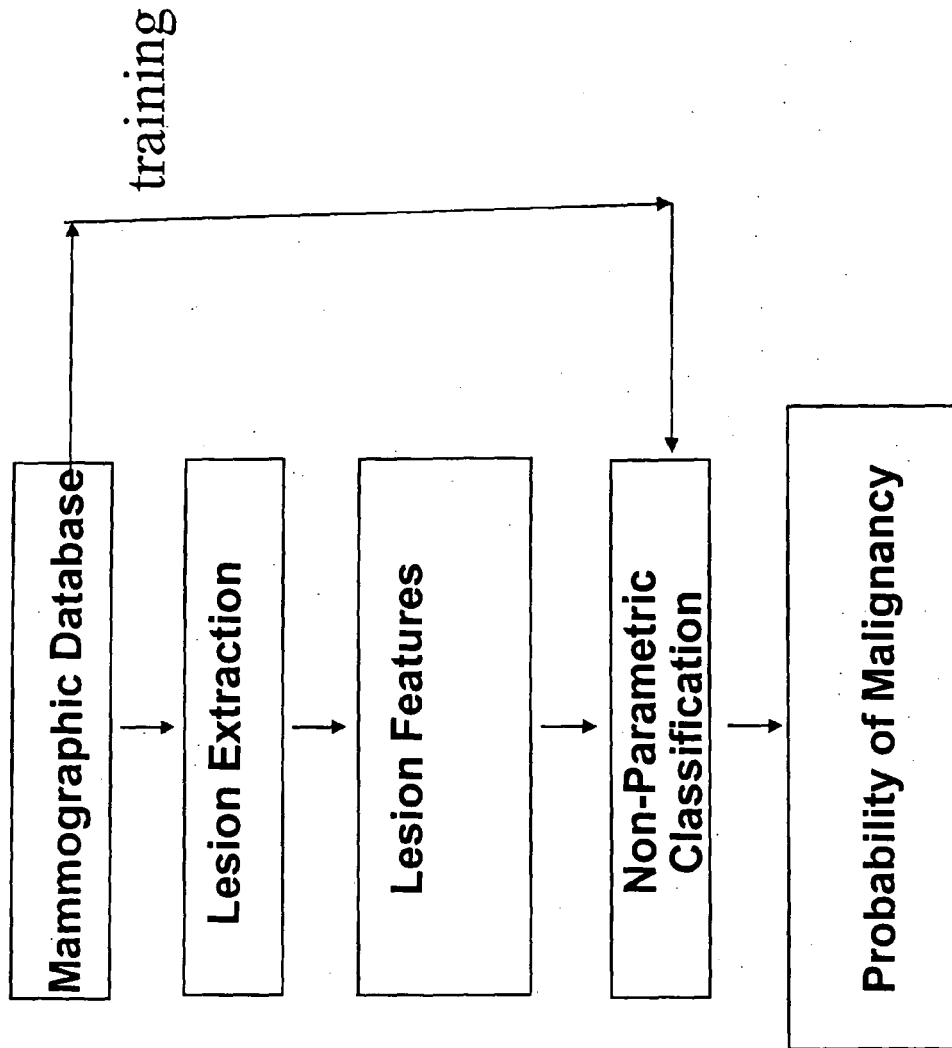 Mammographic Database
Lesion Extraction
Lesion Features
Non-Parametric
Classification
Probability of Malignancy
training